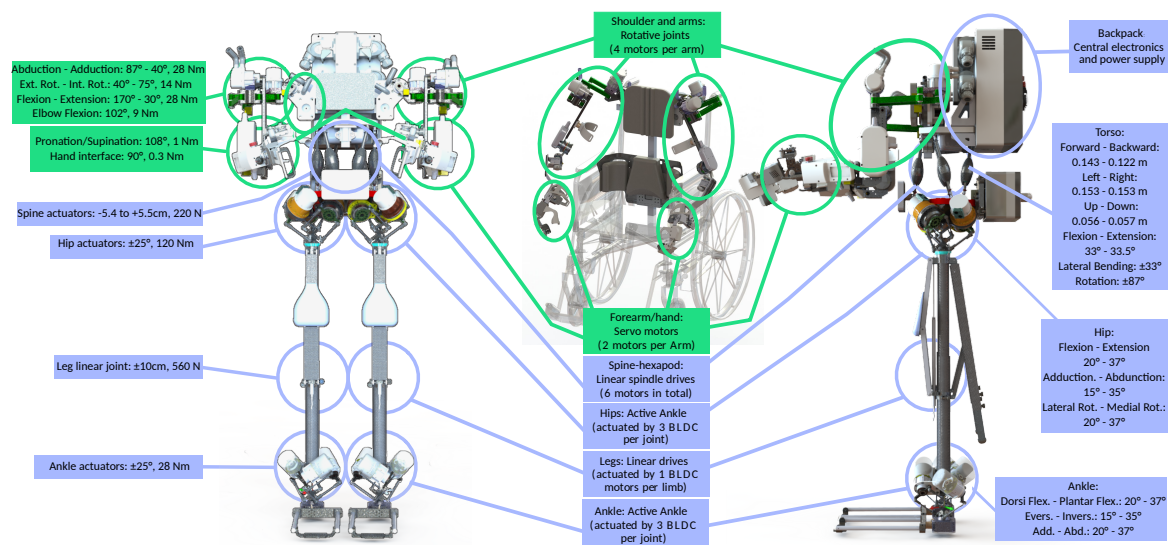 Abduction - Adduction: 87° - 40°, 28 Nm
Ext. Rot. - Int. Rot.: 40° - 75°, 14 Nm
Flexion - Extension: 170° - 30°, 28 Nm
Elbow Flexion: 102°, 9 Nm
Pronation/Supination: 108°, 1 Nm
Hand interface: 90°, 0.3 Nm
Spine actuators: -5.4 to +5.5cm, 220 N
Hip actuators: ±25°, 120 Nm
Leg linear joint: ±10cm, 560 N
Ankle actuators: ±25°, 28 Nm
Shoulder and arms:
Rotative joints
(4 motors per arm)
Forearm/hand:
Servo motors
(2 motors per Arm)
Spine-hexapod:
Linear spindle drives
(6 motors in total)
Hips: Active Ankle
(actuated by 3 BLDC
per joint)
Legs: Linear drives
(actuated by 1 BLDC
motors per limb)
Ankle: Active Ankle
(actuated by 3 BLDC
per joint)
Backpack
Central electronics
and power supply
Torso:
Forward - Backward:
0.143 - 0.122 m
Left - Right:
0.153 - 0.153 m
Up - Down:
0.056 - 0.057 m
Flexion - Extension:
33° - 33.5°
Lateral Bending: ±33°
Rotation: ±87°
Hip:
Flexion - Extension
20° - 37°
Adduction. - Abdunction:
15° - 35°
Lateral Rot. - Medial Rot.:
20° - 37°
Ankle:
Dorsi Flex. - Plantar Flex.: 20° - 37°
Evers. - Invers.: 15° - 35°
Add. - Abd.: 20° - 37°